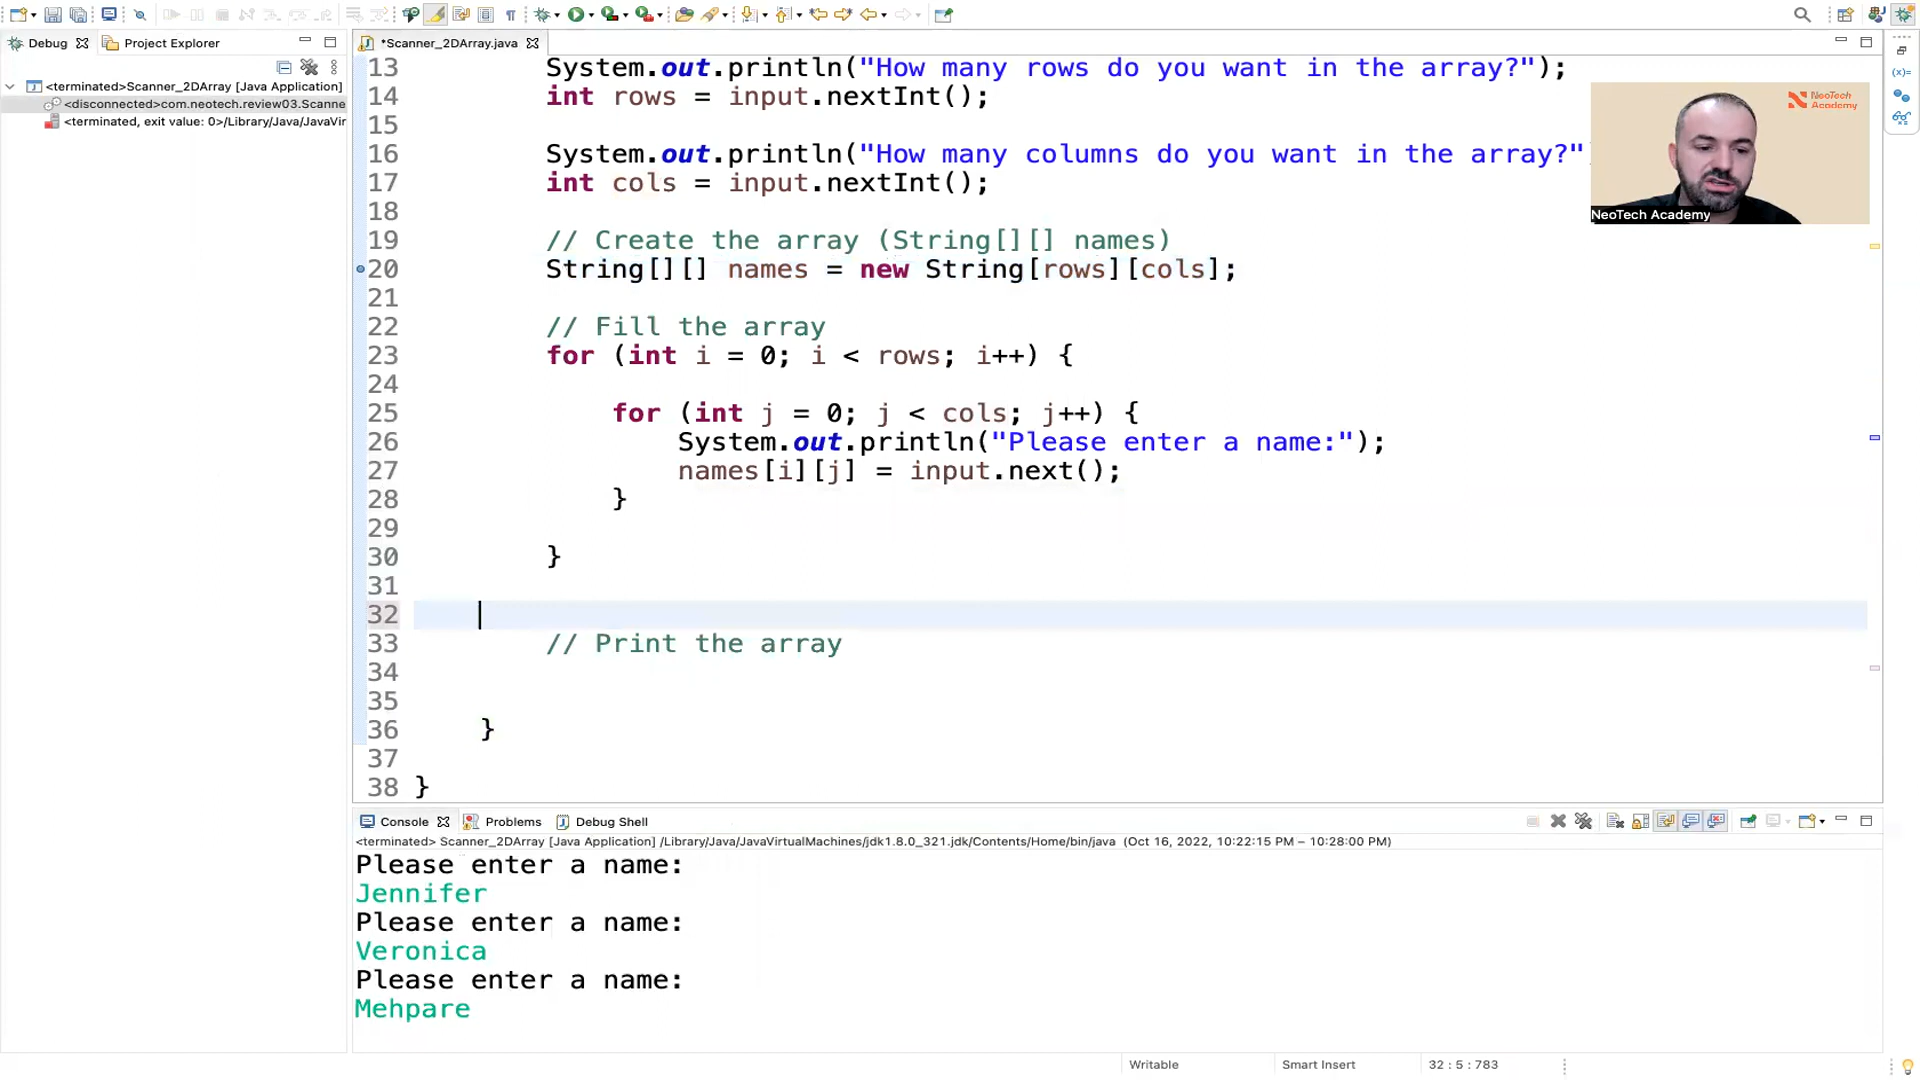 Debug
Project Explorer
*Scanner_2DArray.java
<terminated>Scanner_2DArray [Java Application]
<disconnected>com.neotech.review03.Scanne
<terminated, exit value: 0>/Library/Java/JavaVir
13 System.out.println("How many rows do you want in the array?");
14 int rows = input.nextInt();
15
16 System.out.println("How many columns do you want in the array?"
17 int cols = input.nextInt();
18
19 // Create the array (String[][] names)
20 String[][] names = new String[rows][cols];
21
22 // Fill the array
23 for (int i = 0; i < rows; i++) {
24
25 for (int j = 0; j < cols; j++) {
26 System.out.println("Please enter a name:");
27 names[i][j] = input.next();
28 }
29
30 }
31
32
33 // Print the array
34
35
36 }
37
38 }
NeoTech
Academy
NeoTech Academy
Console
Problems
Debug Shell
<terminated> Scanner_2DArray [Java Application] /Library/Java/JavaVirtualMachines/jdk1.8.0_321.jdk/Contents/Home/bin/java (Oct 16, 2022, 10:22:15 PM – 10:28:00 PM)
Please enter a name:
Jennifer
Please enter a name:
Veronica
Please enter a name:
Mehpare
Writable
Smart Insert
32 : 5 : 783